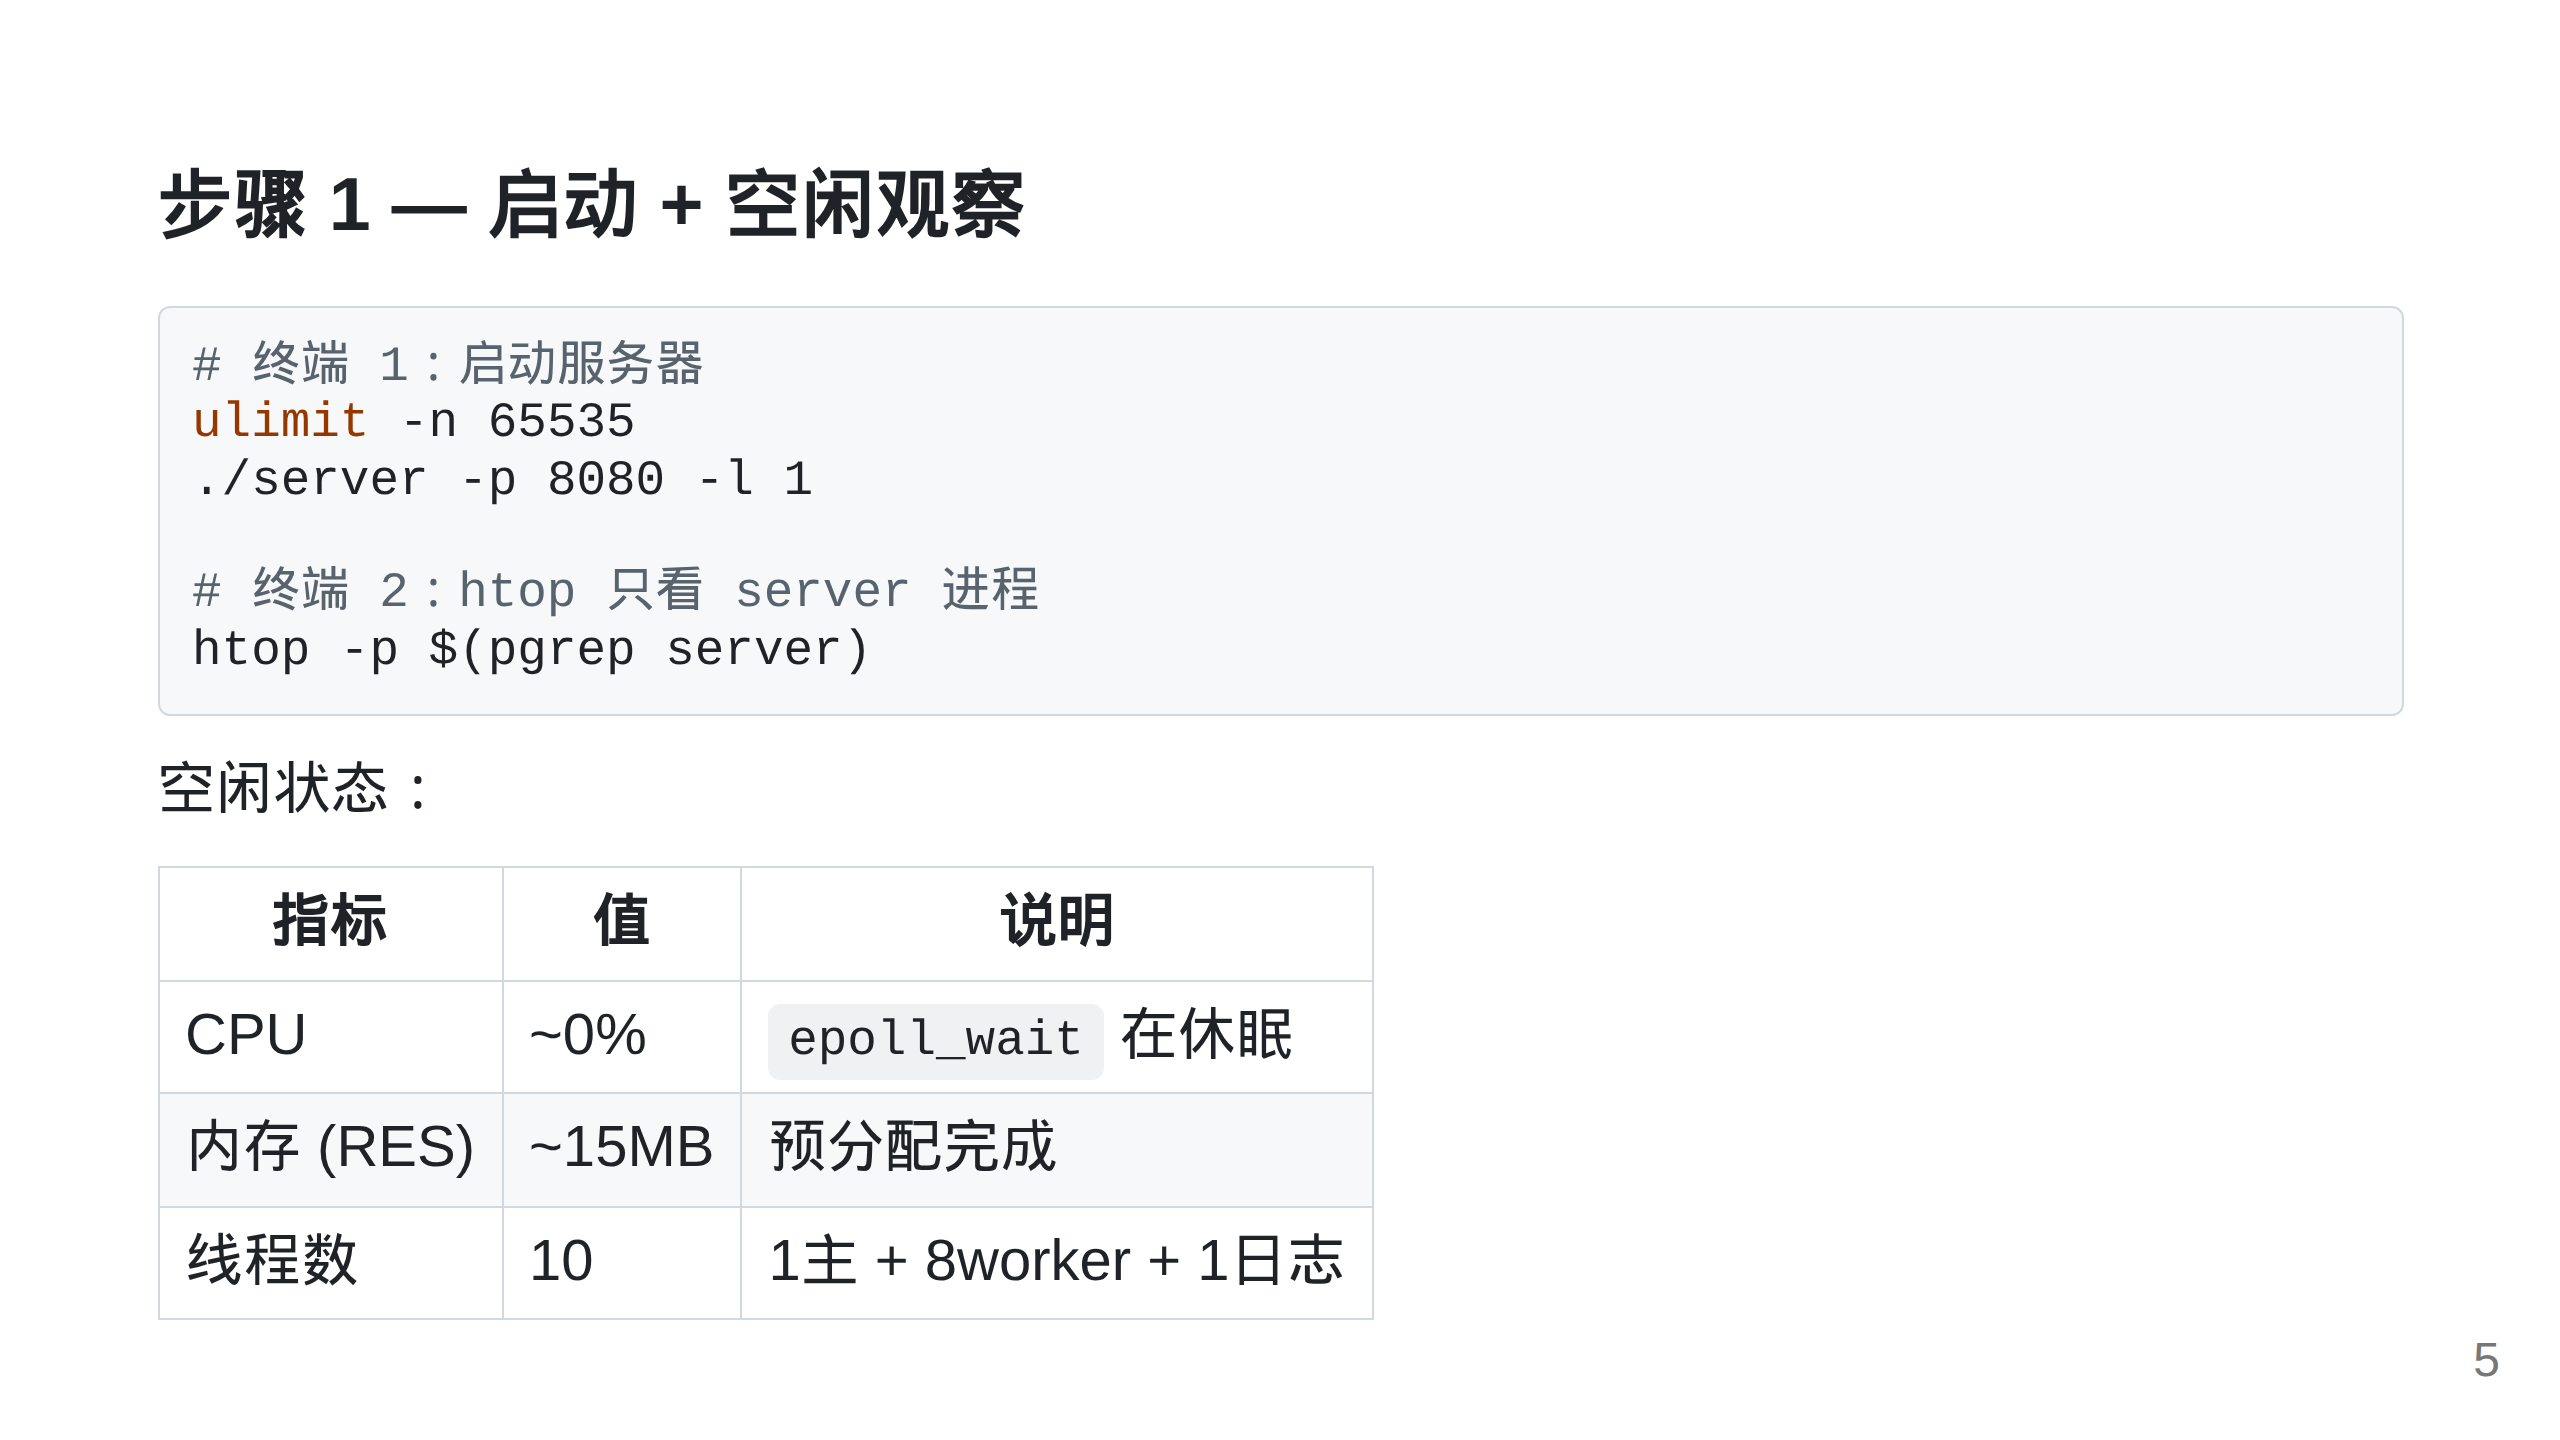 步骤 1 — 启动 + 空闲观察
# 终端 1：启动服务器
ulimit -n 65535
./server -p 8080 -l 1
# 终端 2：htop 只看 server 进程
htop -p $(pgrep server)
空闲状态：
指标 值 说明
CPU ~0% epoll_wait 在休眠
内存 (RES) ~15MB 预分配完成
线程数 10 1主 + 8worker + 1日志
5